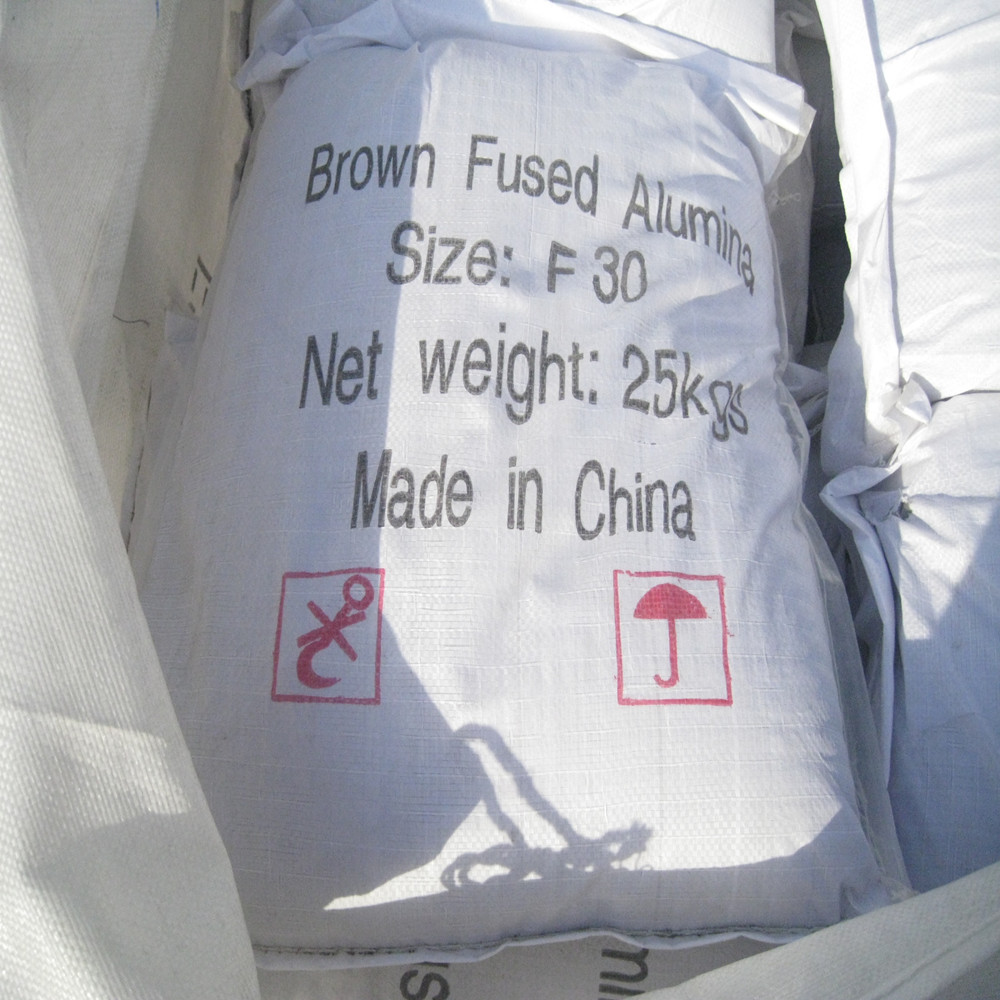 Brown Fused Alumina
Size: F 30
Net weight: 25kgs
Made in China